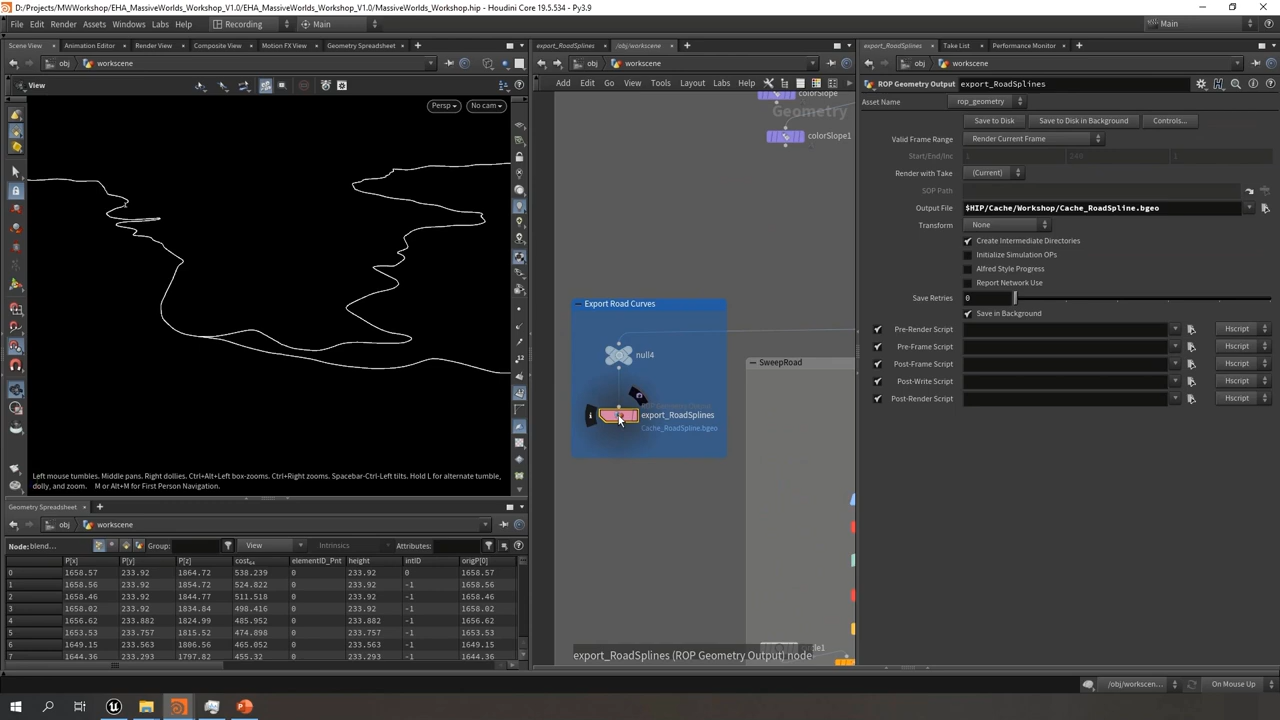 D:/Projects/MWWorkshop/EHA_MassiveWorlds_Workshop_V1.0/EHA_MassiveWorlds_Workshop_V1.0/MassiveWorlds_Workshop.hip - Houdini Core 19.5.534 - Py3.9
File Edit Render Assets Windows Labs Help Recording Main Main
Scene View Animation Editor Render View Composite View Motion FX View Geometry Spreadsheet
obj workscene
View
Persp No cam
Left mouse tumbles. Middle pans. Right dollies. Ctrl+Alt+Left box-zooms. Ctrl+Right zooms. Spacebar-Ctrl-Left tilts. Hold L for alternate tumble,
dolly, and zoom. M or Alt+M for First Person Navigation.
Geometry Spreadsheet
obj workscene
Node: blend... Group: View Intrinsics Attributes:
P[x] P[y] P[z] cost elementID_Pnt height intID origP[0]
0 1658.57 233.92 1864.72 538.239 0 233.92 0 1658.57
1 1658.56 233.92 1854.72 524.822 0 233.92 -1 1658.56
2 1658.46 233.92 1844.77 511.518 0 233.92 -1 1658.46
3 1658.02 233.92 1834.84 498.416 0 233.92 -1 1658.02
4 1656.62 233.882 1824.99 485.952 0 233.882 -1 1656.62
5 1653.53 233.757 1815.52 474.898 0 233.757 -1 1653.53
6 1649.15 233.563 1806.56 465.052 0 233.563 -1 1649.15
7 1644.36 233.293 1797.82 455.32 0 233.293 -1 1644.36
export_RoadSplines /obj/workscene
obj workscene
Add Edit Go View Tools Layout Labs Help
colorSlope
Geometry
colorSlope1
Export Road Curves
null4
ROP Geometry Output
export_RoadSplines
Cache_RoadSpline.bgeo
SweepRoad
export_RoadSplines (ROP Geometry Output) node
export_RoadSplines Take List Performance Monitor
obj workscene
ROP Geometry Output export_RoadSplines
Asset Name rop_geometry
Save to Disk Save to Disk in Background Controls...
Valid Frame Range Render Current Frame
Start/End/Inc 1 240 1
Render with Take (Current)
SOP Path
Output File $HIP/Cache/Workshop/Cache_RoadSpline.bgeo
Transform None
Create Intermediate Directories
Initialize Simulation OPs
Alfred Style Progress
Report Network Use
Save Retries 0
Save in Background
Pre-Render Script Hscript
Pre-Frame Script Hscript
Post-Frame Script Hscript
Post-Write Script Hscript
Post-Render Script Hscript
/obj/workscen... On Mouse Up